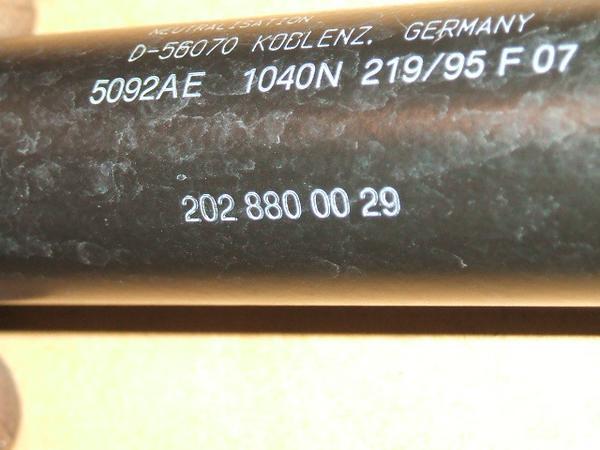 NEUTRALISATION.
D-56070 KOBLENZ. GERMANY
5092AE 1040N 219/95 F 07
202 880 00 29